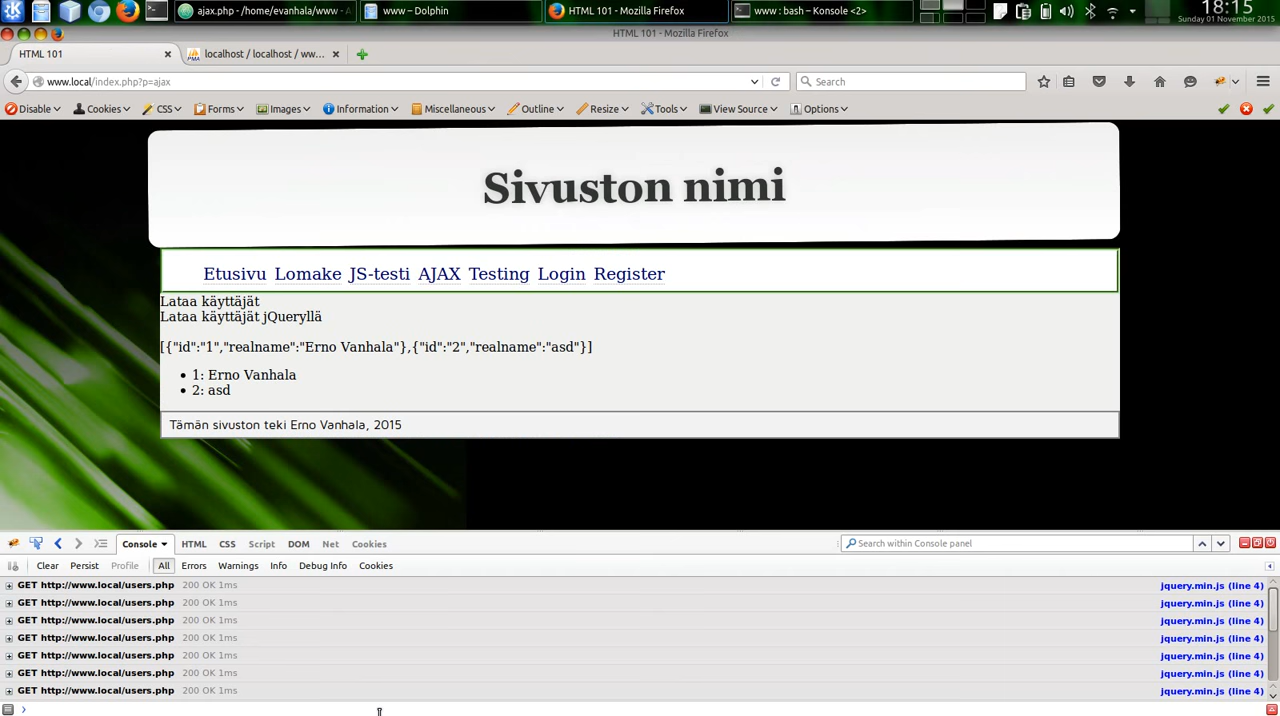 ajax.php - /home/evanhala/www - A
www – Dolphin
HTML 101 - Mozilla Firefox
www : bash – Konsole <2>
18:15
Sunday 01 November 2015
HTML 101 - Mozilla Firefox
HTML 101
localhost / localhost / ww...
www.local/index.php?p=ajax
Search
Disable Cookies CSS Forms Images Information Miscellaneous Outline Resize Tools View Source Options
Sivuston nimi
Etusivu Lomake JS-testi AJAX Testing Login Register
Lataa käyttäjät
Lataa käyttäjät jQueryllä
[{"id":"1","realname":"Erno Vanhala"},{"id":"2","realname":"asd"}]
• 1: Erno Vanhala
• 2: asd
Tämän sivuston teki Erno Vanhala, 2015
Console HTML CSS Script DOM Net Cookies
Search within Console panel
Clear Persist Profile All Errors Warnings Info Debug Info Cookies
GET http://www.local/users.php 200 OK 1ms jquery.min.js (line 4)
GET http://www.local/users.php 200 OK 1ms jquery.min.js (line 4)
GET http://www.local/users.php 200 OK 1ms jquery.min.js (line 4)
GET http://www.local/users.php 200 OK 1ms jquery.min.js (line 4)
GET http://www.local/users.php 200 OK 1ms jquery.min.js (line 4)
GET http://www.local/users.php 200 OK 1ms jquery.min.js (line 4)
GET http://www.local/users.php 200 OK 1ms jquery.min.js (line 4)